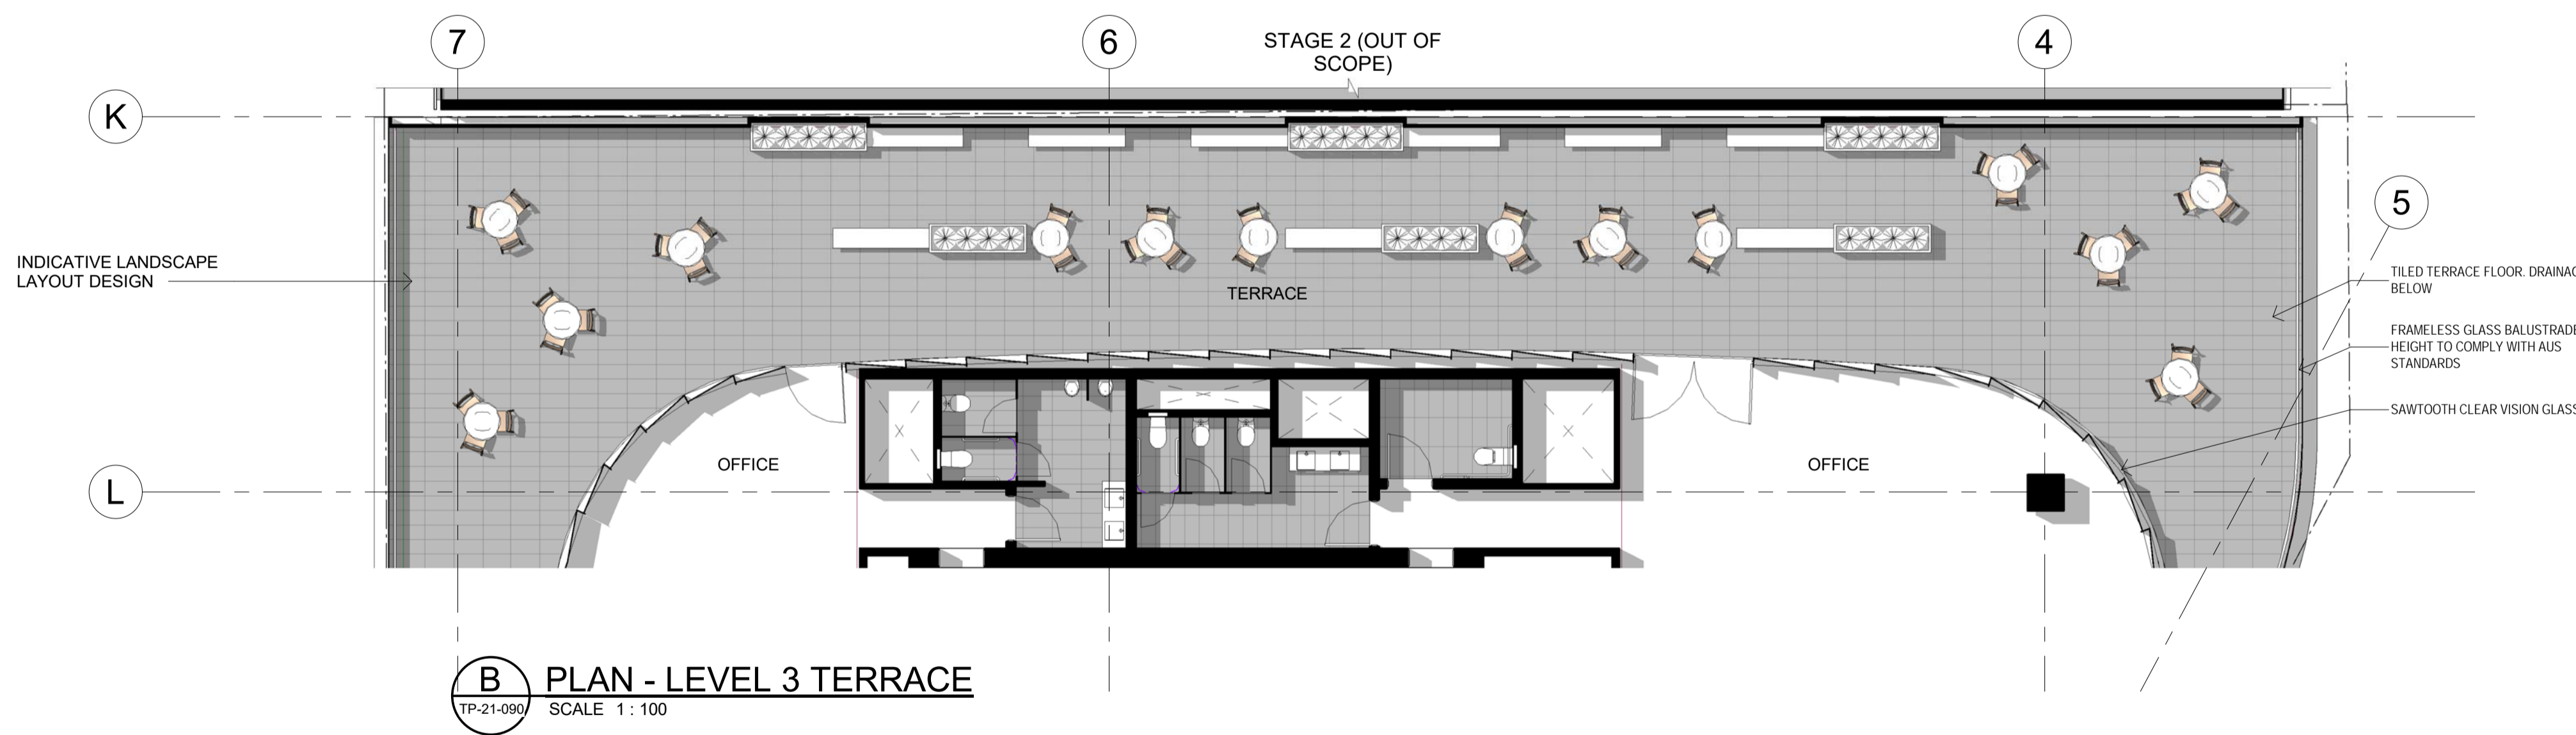 7
6
STAGE 2 (OUT OF
SCOPE)
4
K
5
INDICATIVE LANDSCAPE
LAYOUT DESIGN
TERRACE
TILED TERRACE FLOOR.
BELOW
FRAMELESS GLASS
HEIGHT TO COMPLY WITH AUS
STANDARDS
SAWTOOTH CLEAR VISION GLASS
OFFICE
OFFICE
L
B
PLAN - LEVEL 3 TERRACE
TP-21-090
SCALE 1 : 100